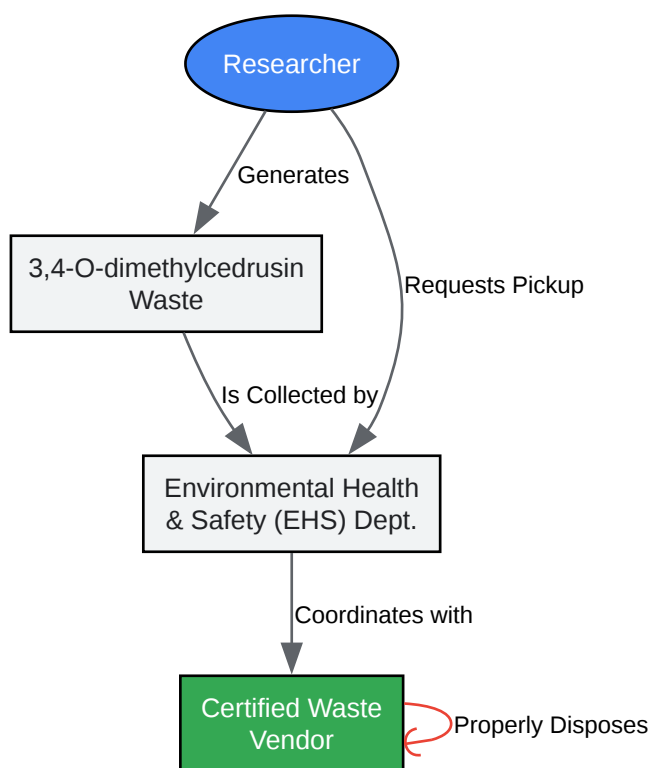 Researcher
Generates
3,4-O-dimethylcedrusin
Waste
Requests Pickup
Is Collected by
Environmental Health
& Safety (EHS) Dept.
Coordinates with
Certified Waste
Vendor
Properly Disposes